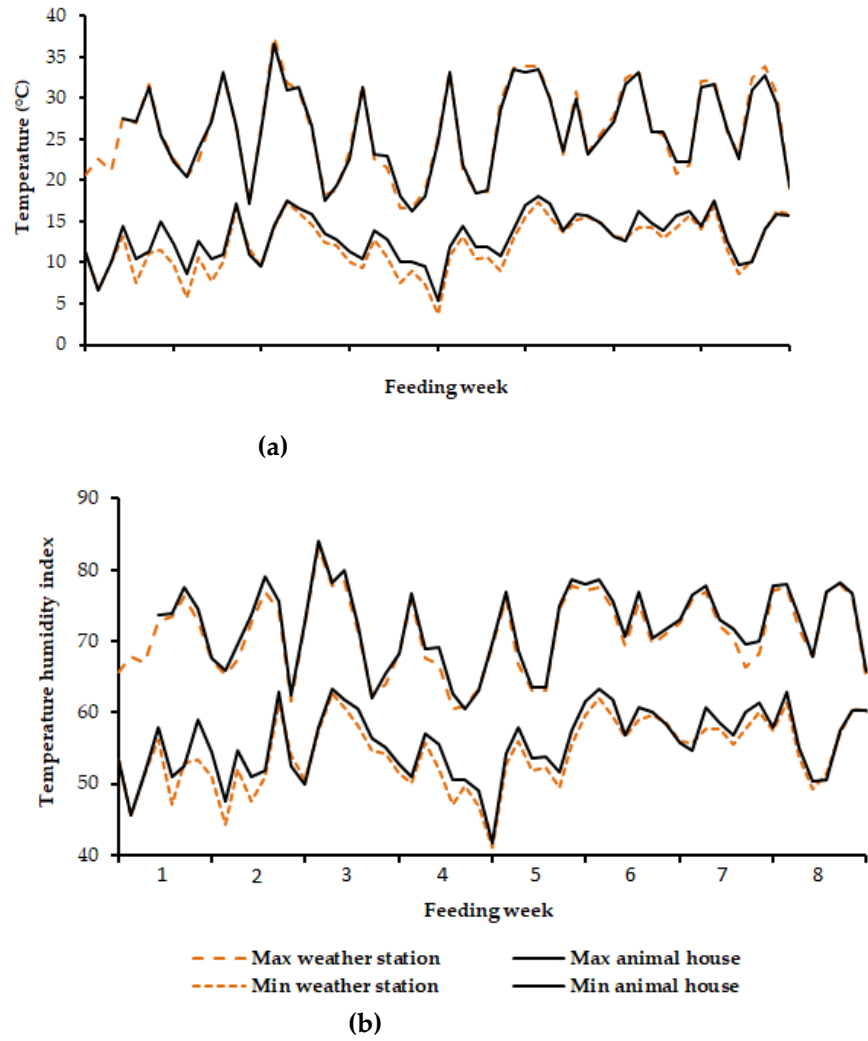 40
35
30
25
20
15
10
5
0
Temperature (°C)
Feeding week
(a)
90
80
70
60
50
40
Temperature humidity index
1 2 3 4 5 6 7 8
Feeding week
Max weather station Max animal house
Min weather station Min animal house
(b)